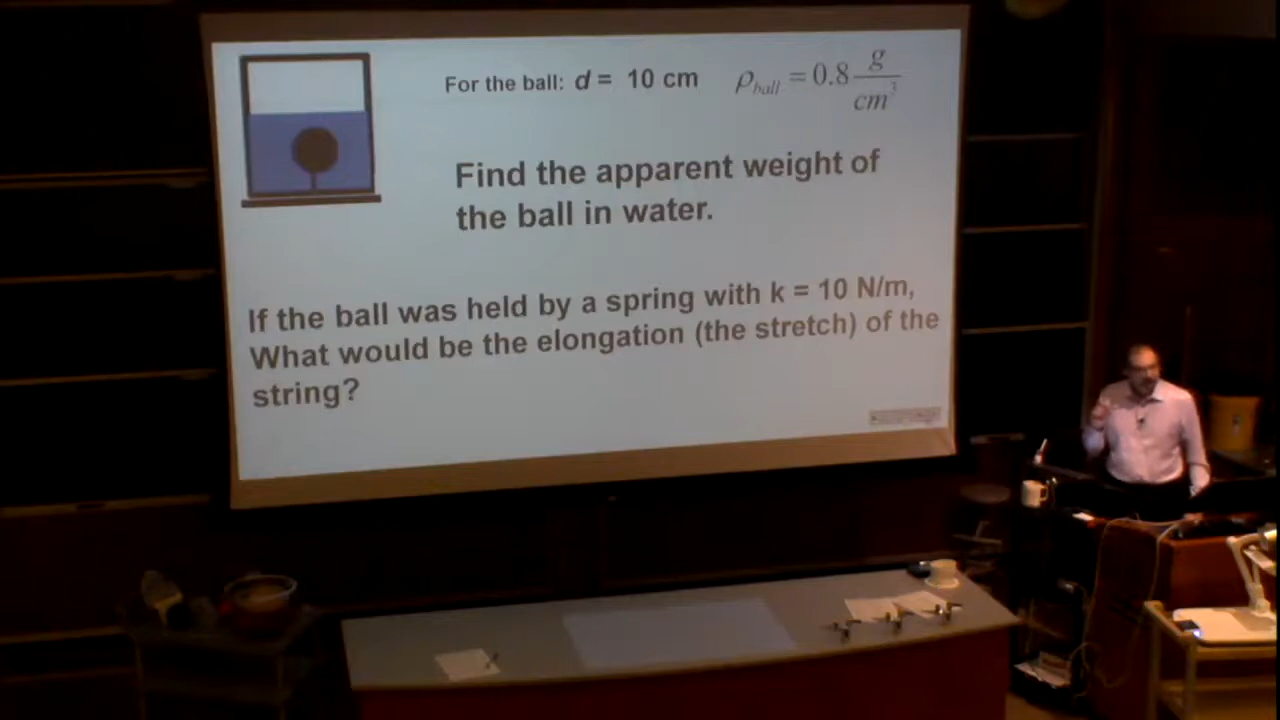 For the ball: d = 10 cm ρball = 0.8 g/cm³
Find the apparent weight of
the ball in water.
If the ball was held by a spring with k = 10 N/m,
What would be the elongation (the stretch) of the
string?